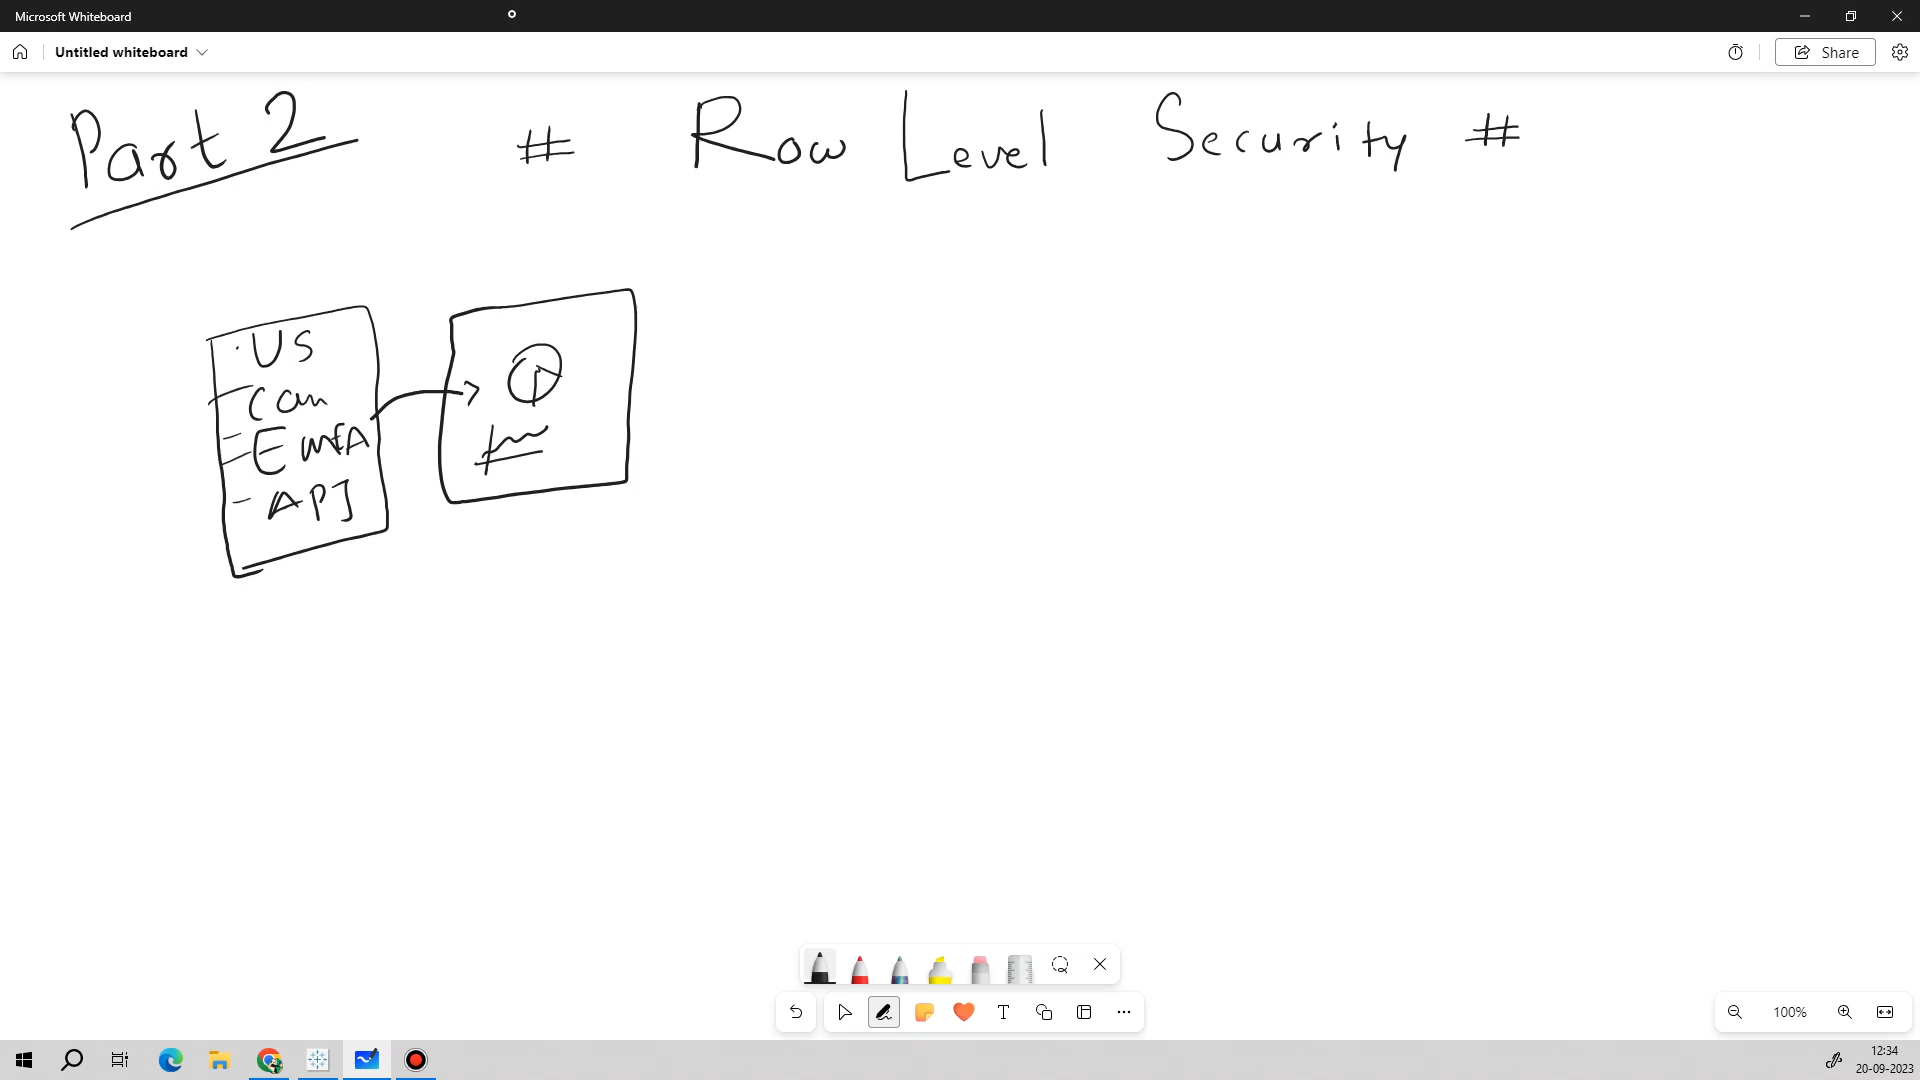 Microsoft Whiteboard
Untitled whiteboard
Share
Part 2 # Row Level Security #
US
Can
EMEA
APJ
100%
12:34
20-09-2023